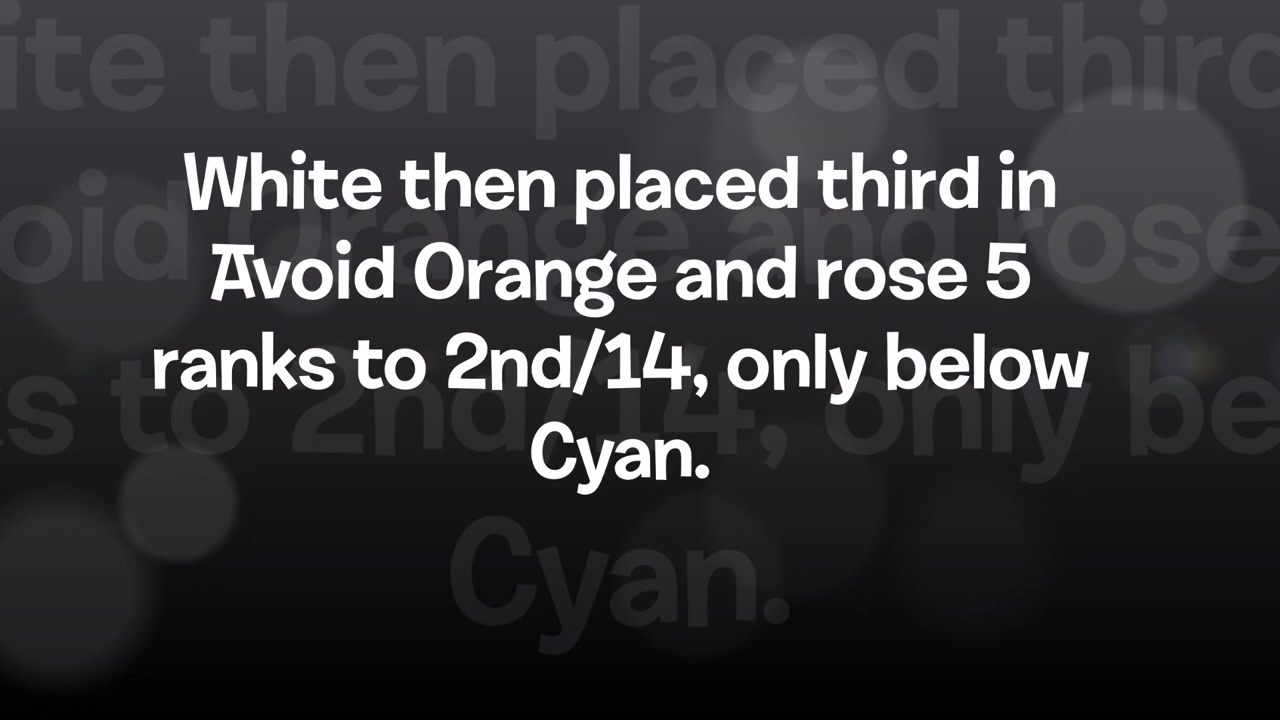 White then placed third in
Avoid Orange and rose 5
ranks to 2nd/14, only below
Cyan.